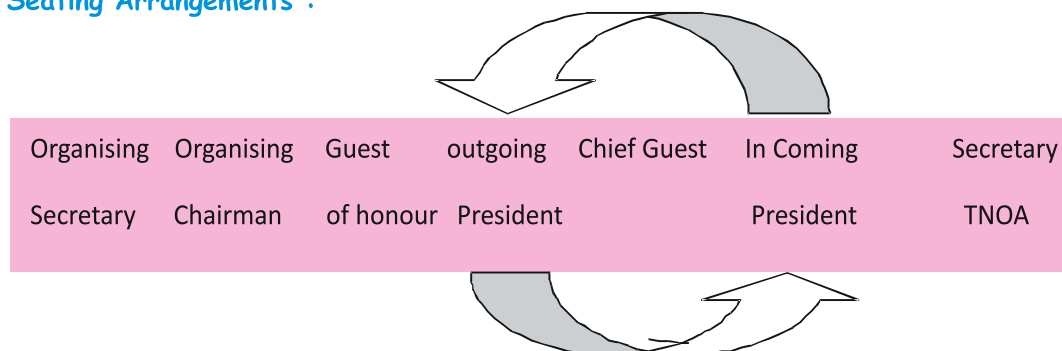 Seating Arrangements :
Organising Organising Guest outgoing Chief Guest In Coming Secretary
Secretary Chairman of honour President President TNOA